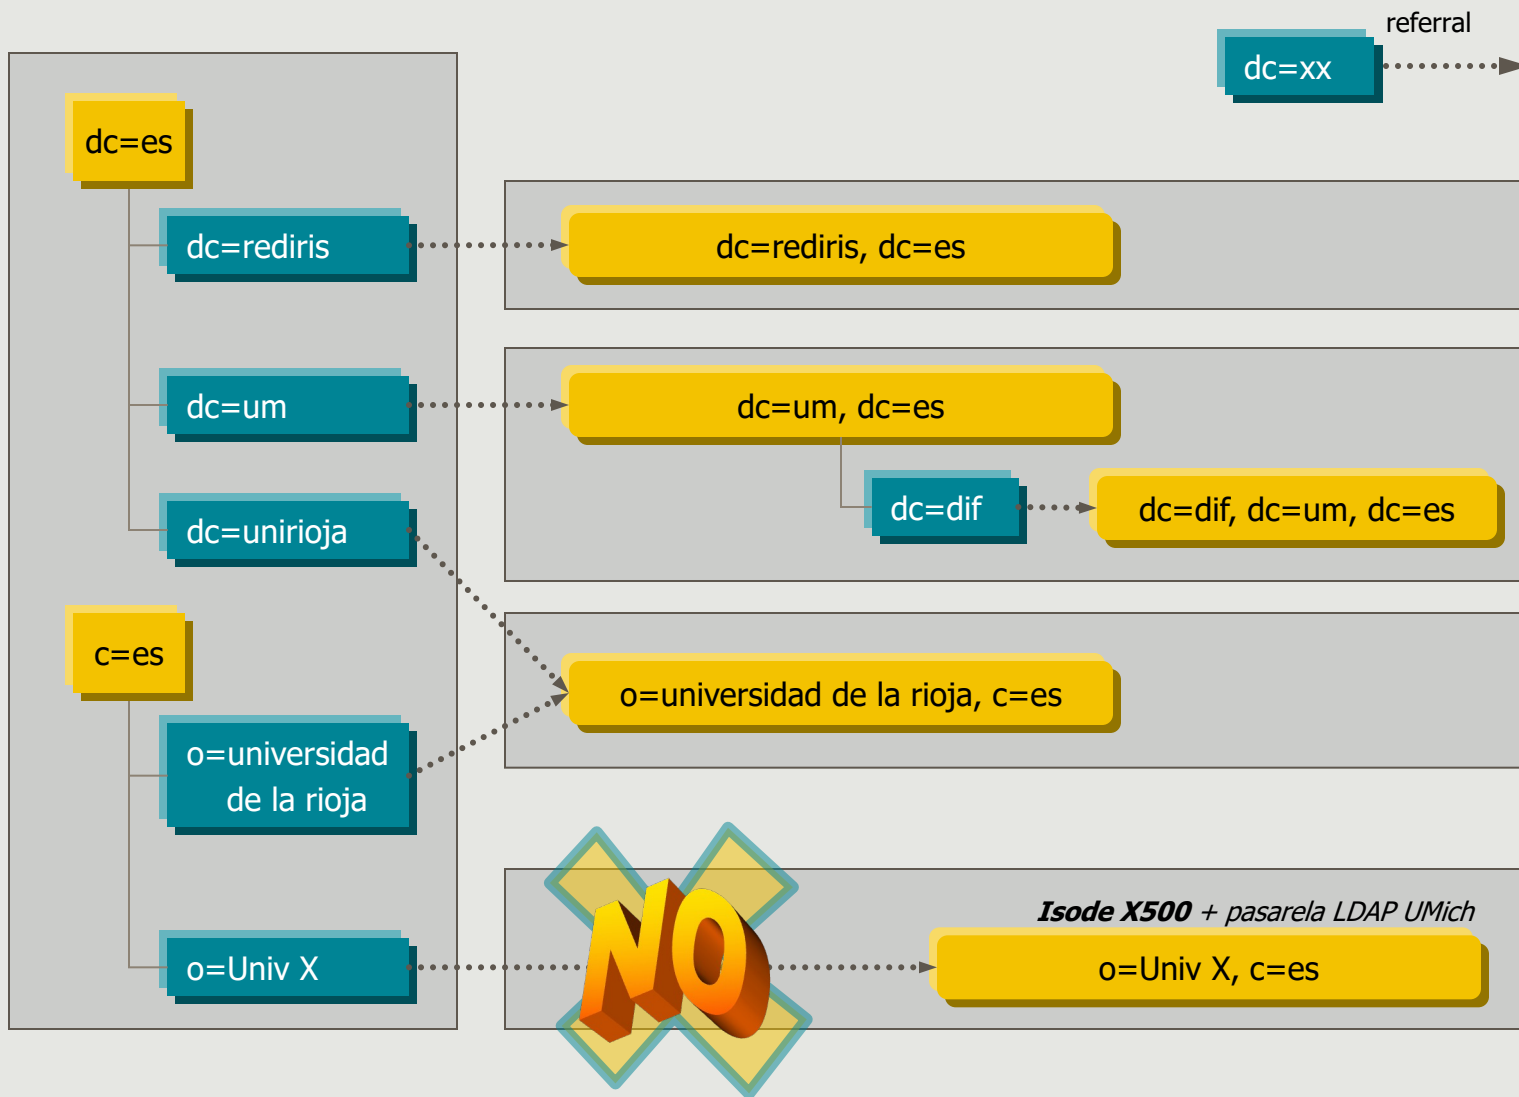 referral
dc=xx
dc=es
dc=rediris
dc=rediris, dc=es
dc=um
dc=um, dc=es
dc=dif
dc=dif, dc=um, dc=es
dc=unirioja
c=es
o=universidad
de la rioja
o=universidad de la rioja, c=es
o=Univ X
NO
Isode X500 + pasarela LDAP UMich
o=Univ X, c=es